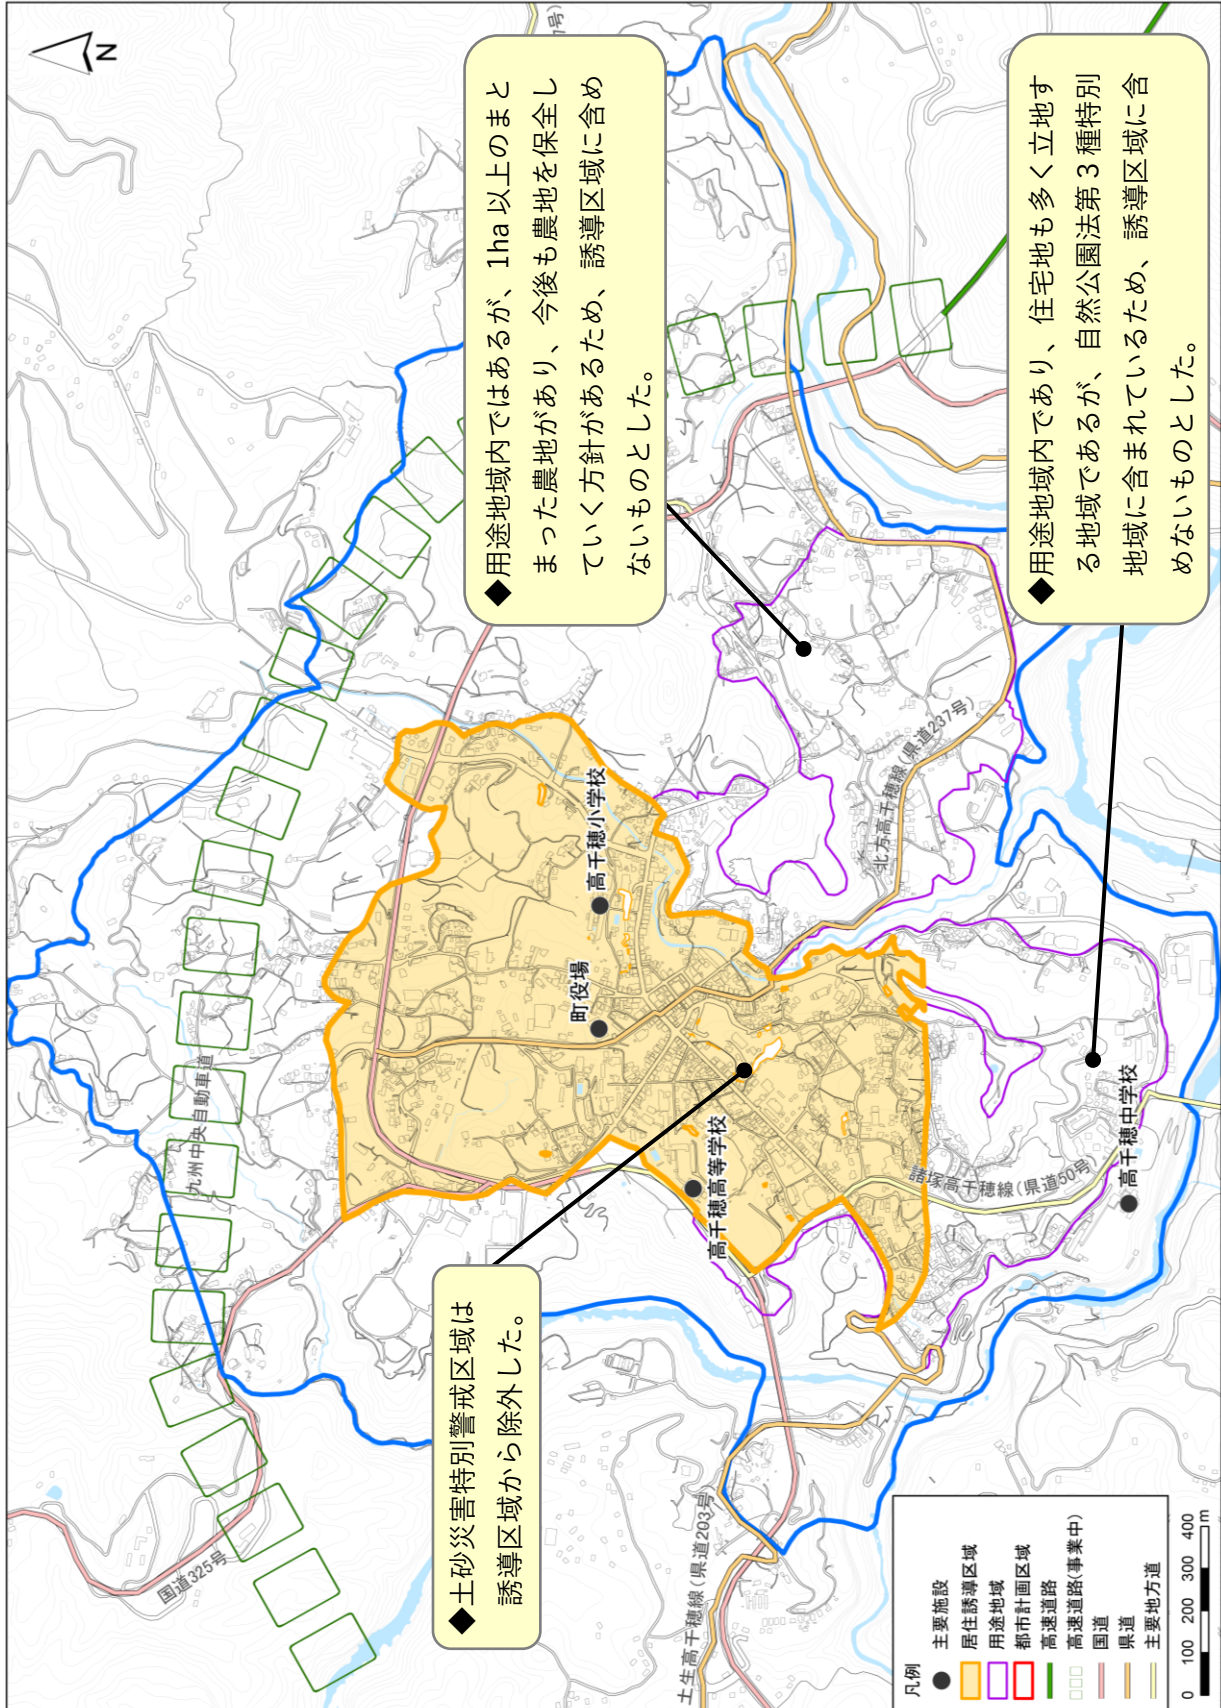 N
号)
◆用途地域内ではあるが、1ha 以上のまと
まった農地があり、今後も農地を保全し
ていく方針があるため、誘導区域に含め
ないものとした。
◆用途地域内であり、住宅地も多く立地す
る地域であるが、自然公園法第３種特別
地域に含まれているため、誘導区域に含
めないものとした。
◆土砂災害特別警戒区域は
誘導区域から除外した。
九州中央自動車道
国道325号
高千穂小学校
町役場
高千穂高等学校
北方高千穂線(県道237号)
諸塚高千穂線(県道50号)
高千穂中学校
土生高千穂線(県道203号)
凡例
主要施設
居住誘導区域
用途地域
都市計画区域
高速道路
高速道路(事業中)
国道
県道
主要地方道
0 100 200 300 400
m